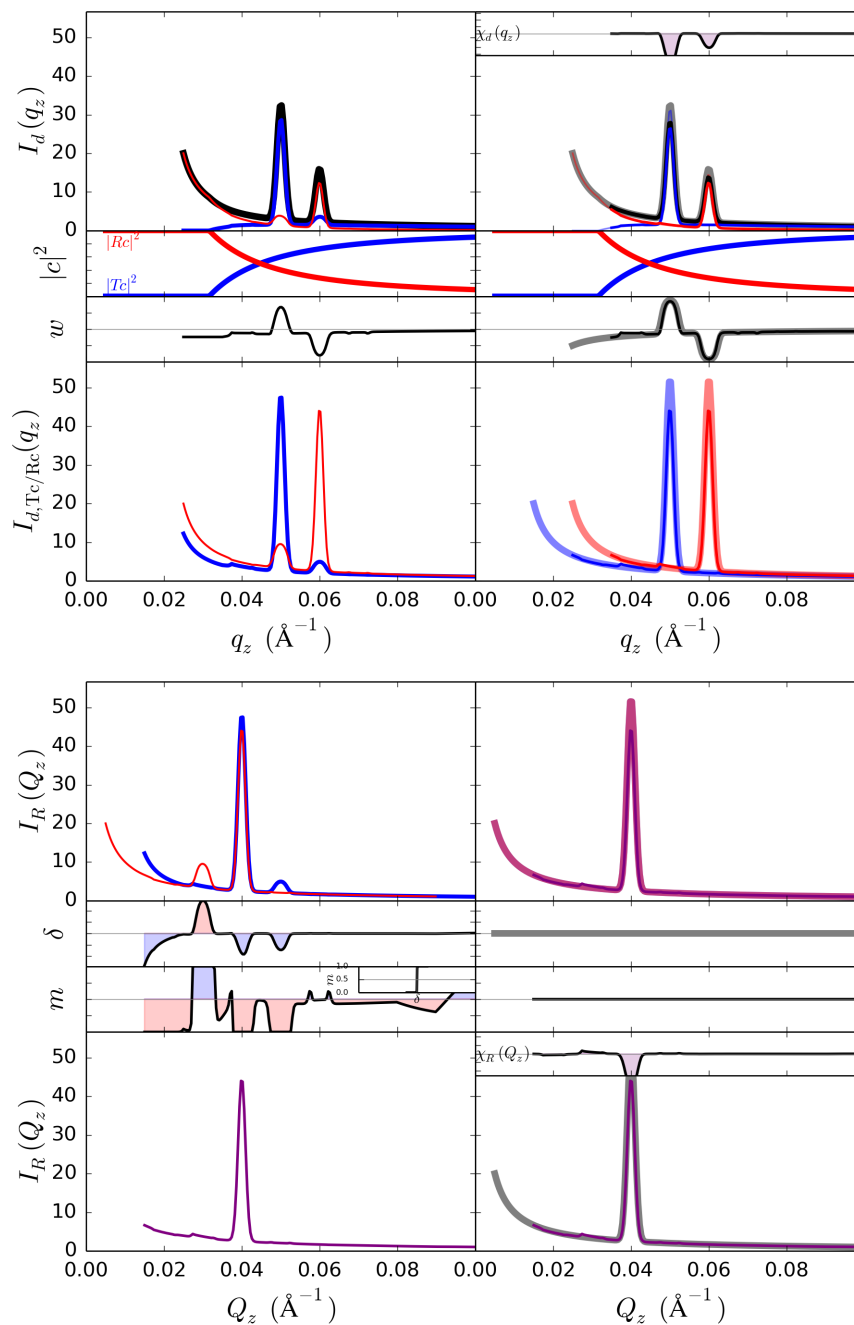 50
40
30
20
10
0
I_d(q_z)
χ_d(q_z)
|Rc|²
|Tc|²
|c|²
w
50
40
30
20
10
0
I_{d,Tc/Rc}(q_z)
0.00 0.02 0.04 0.06 0.08 0.00 0.02 0.04 0.06 0.08
q_z (Å⁻¹) q_z (Å⁻¹)
50
40
30
20
10
0
I_R(Q_z)
δ
m
m
1.0
0.5
0.0
δ
χ_R(Q_z)
50
40
30
20
10
0
I_R(Q_z)
0.00 0.02 0.04 0.06 0.08 0.00 0.02 0.04 0.06 0.08
Q_z (Å⁻¹) Q_z (Å⁻¹)